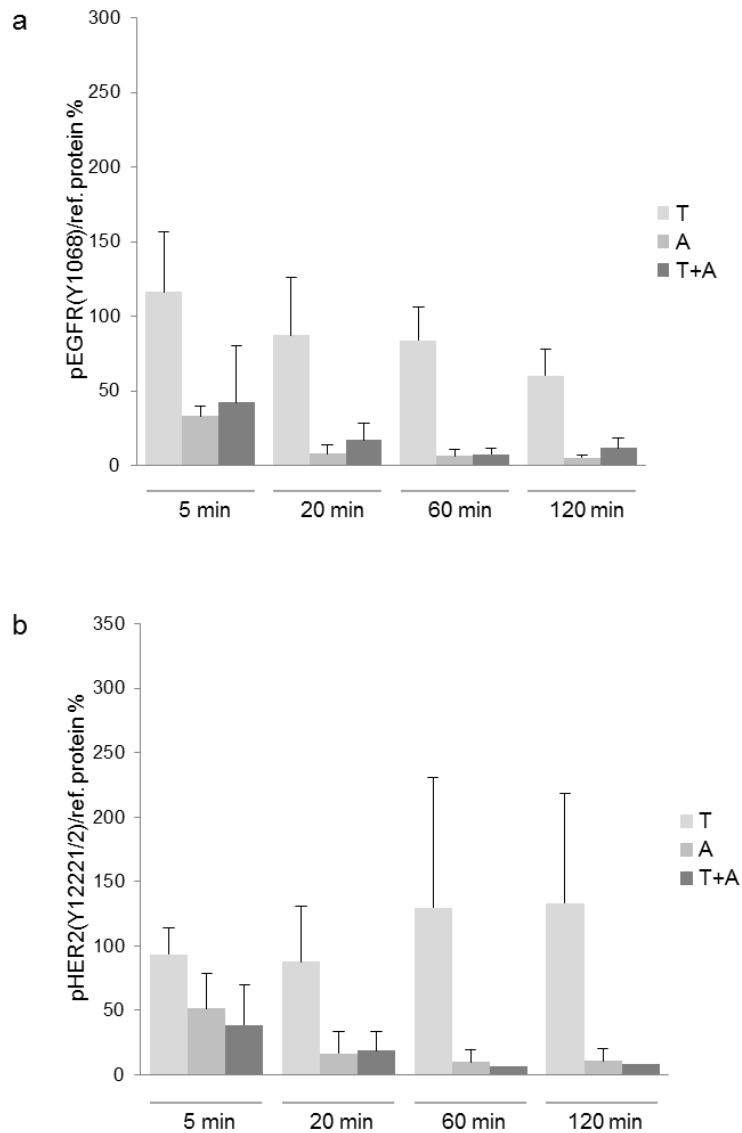 a
300
250
200
150
100
50
0
pEGFR(Y1068)/ref.protein %
T
A
T+A
5 min 20 min 60 min 120 min
b
350
300
250
200
150
100
50
0
pHER2(Y12221/2)/ref.protein %
T
A
T+A
5 min 20 min 60 min 120 min